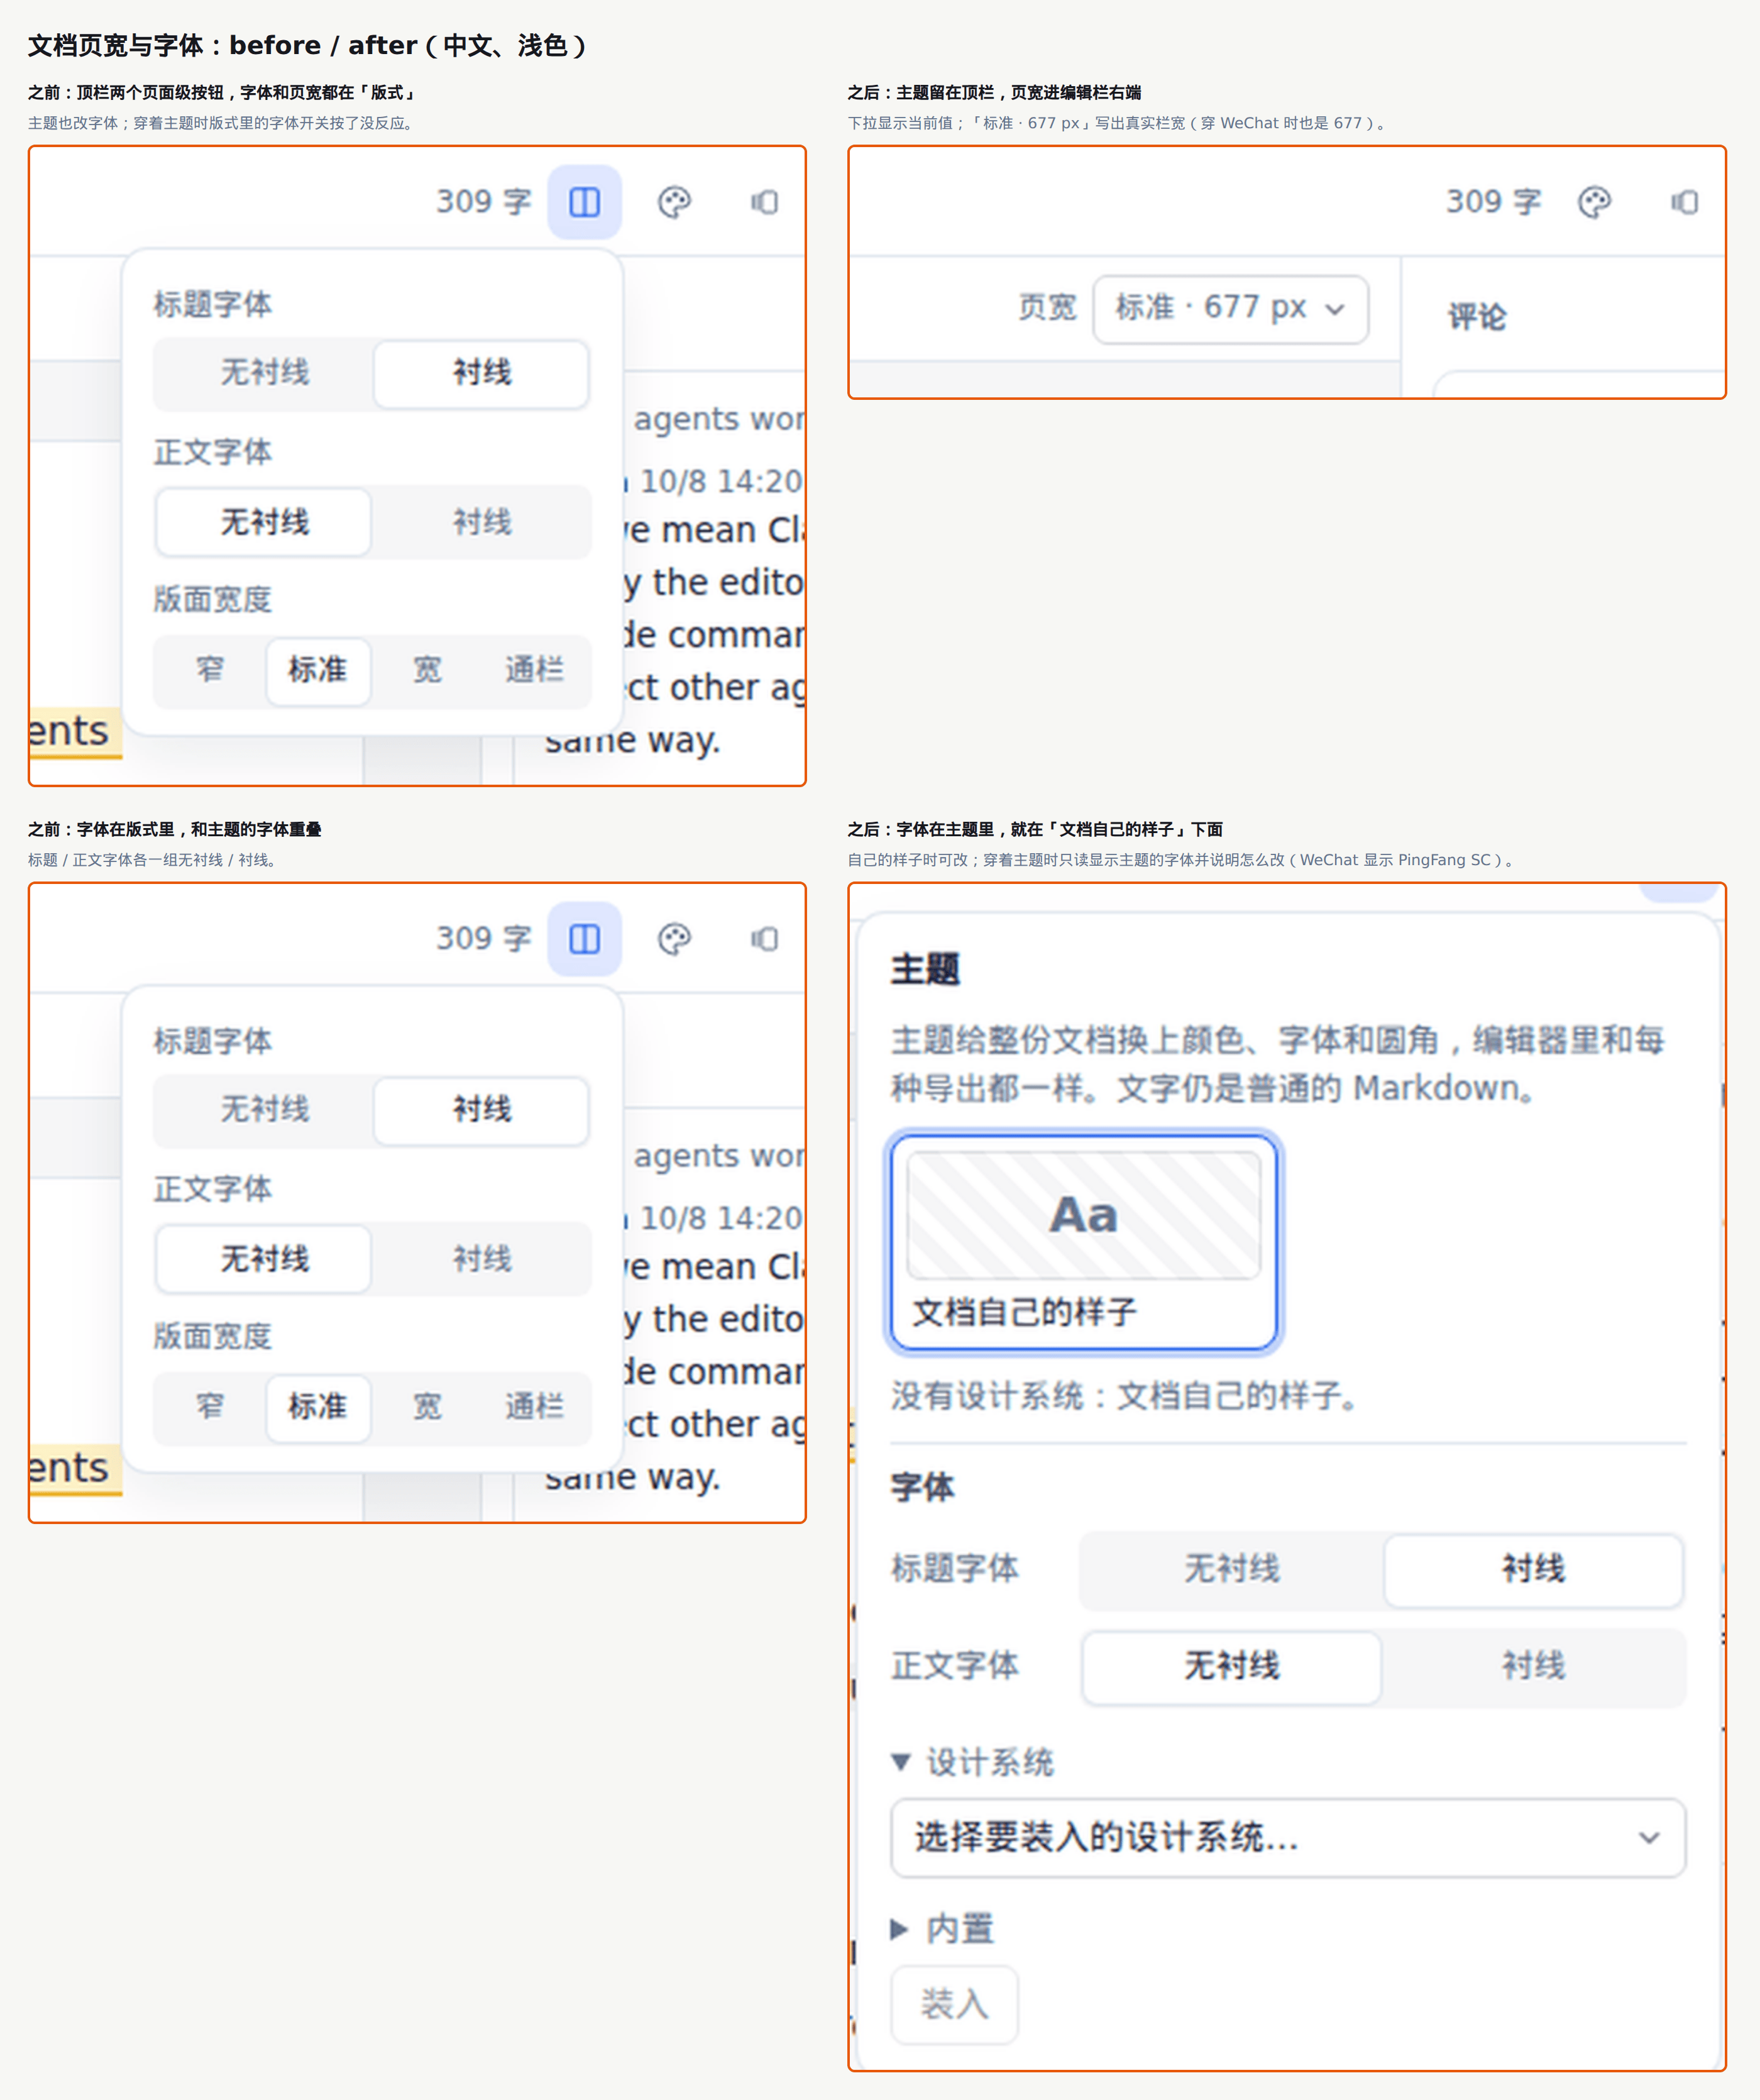 文档页宽与字体：before / after（中文、浅色）
之前：顶栏两个页面级按钮，字体和页宽都在「版式」
主题也改字体；穿着主题时版式里的字体开关按了没反应。
309 字
标题字体
无衬线 衬线
正文字体
无衬线 衬线
版面宽度
窄 标准 宽 通栏
agents wor
10/8 14:20
e mean Cl
y the edito
de commar
ct other ag
same way.
ents
之后：主题留在顶栏，页宽进编辑栏右端
下拉显示当前值；「标准 · 677 px」写出真实栏宽（穿 WeChat 时也是 677）。
309 字
页宽 标准 · 677 px
评论
之前：字体在版式里，和主题的字体重叠
标题 / 正文字体各一组无衬线 / 衬线。
309 字
标题字体
无衬线 衬线
正文字体
无衬线 衬线
版面宽度
窄 标准 宽 通栏
agents wor
10/8 14:20
e mean Cl
y the edito
de commar
ct other ag
same way.
ents
之后：字体在主题里，就在「文档自己的样子」下面
自己的样子时可改；穿着主题时只读显示主题的字体并说明怎么改（WeChat 显示 PingFang SC）。
主题
主题给整份文档换上颜色、字体和圆角，编辑器里和每
种导出都一样。文字仍是普通的 Markdown。
Aa
文档自己的样子
没有设计系统：文档自己的样子。
字体
标题字体 无衬线 衬线
正文字体 无衬线 衬线
▼ 设计系统
选择要装入的设计系统...
▶ 内置
装入